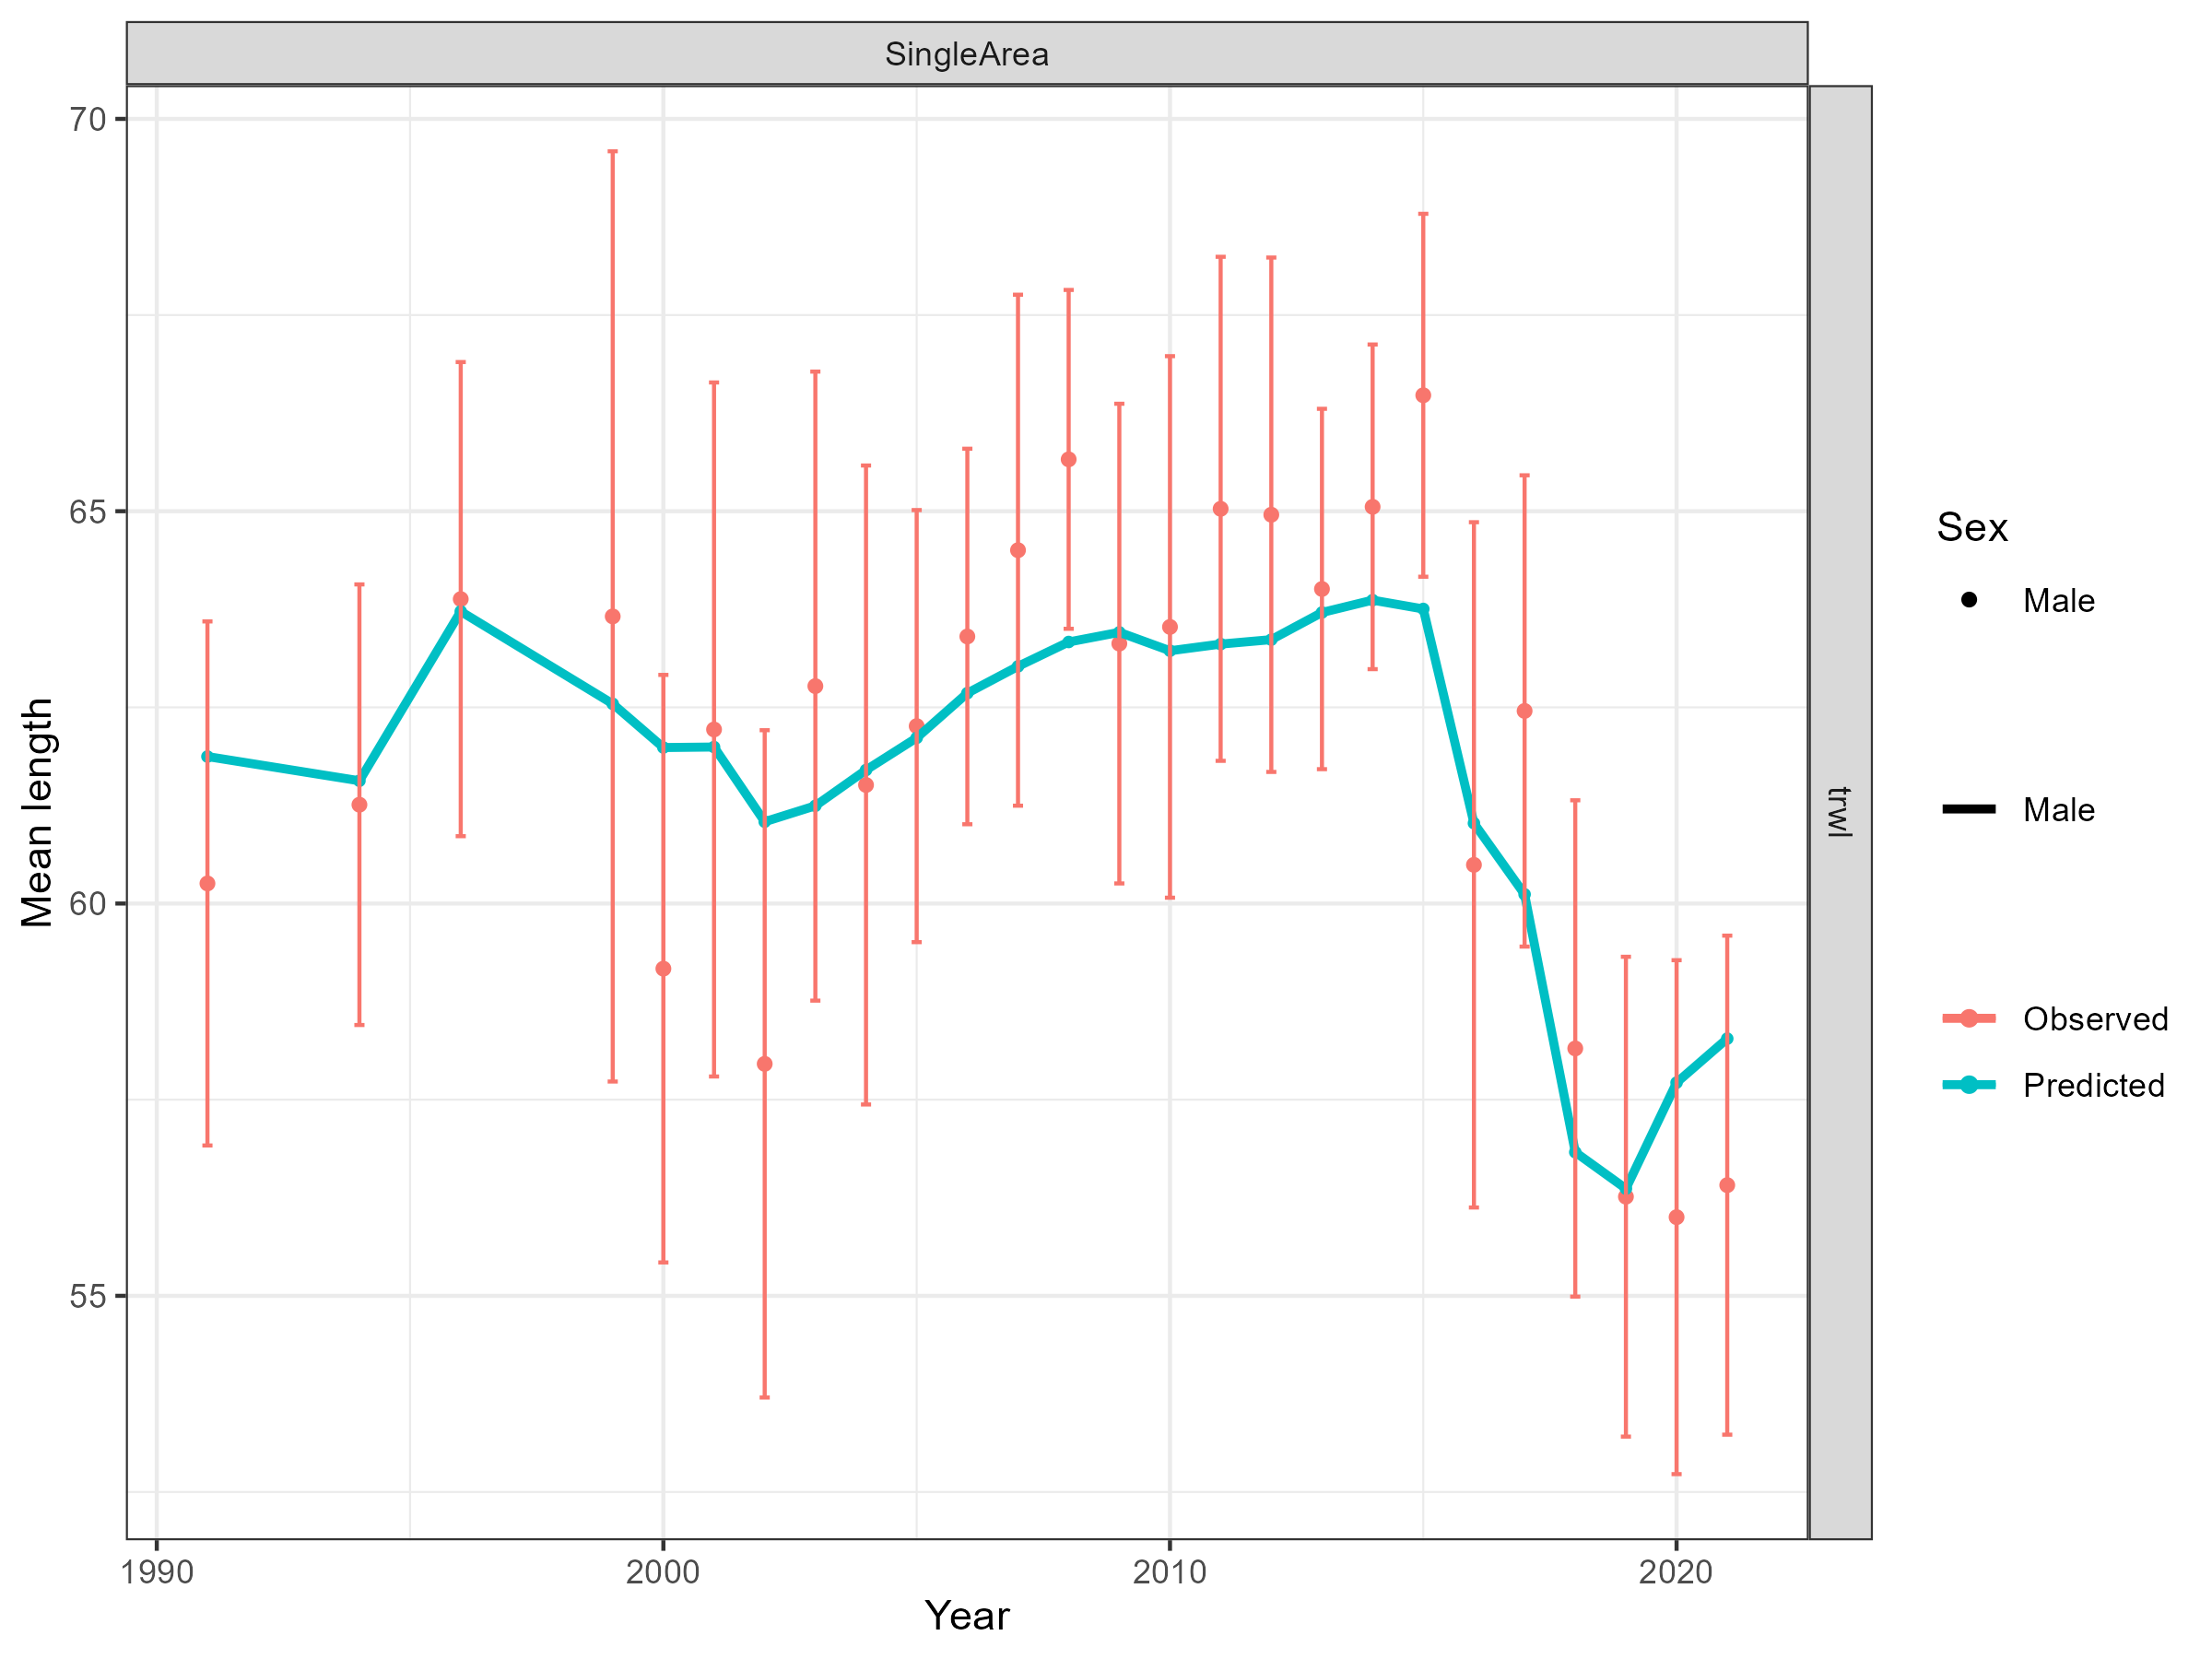 SingleArea
trwl
70
65
60
55
Mean length
1990
2000
2010
2020
Year
Sex
Male
Male
Observed
Predicted